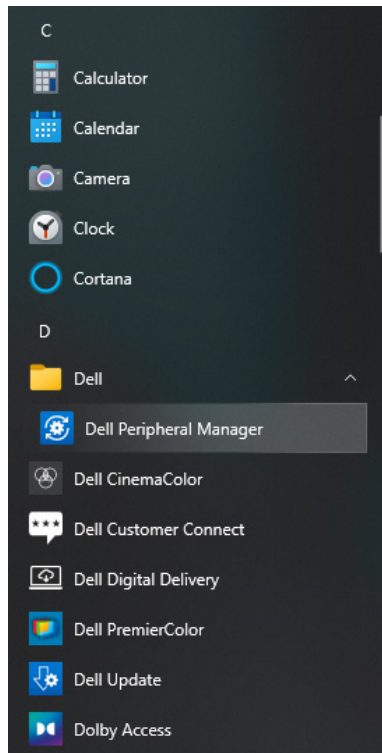 C
Calculator
Calendar
Camera
Clock
Cortana
D
Dell
Dell Peripheral Manager
Dell CinemaColor
Dell Customer Connect
Dell Digital Delivery
Dell PremierColor
Dell Update
Dolby Access